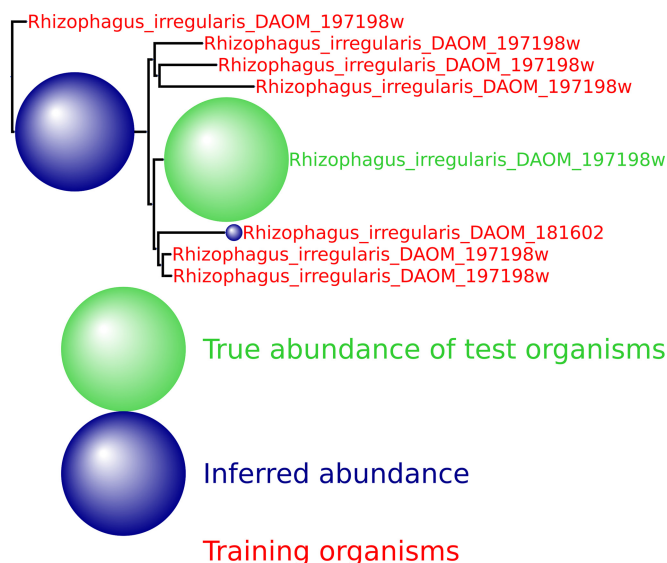 Rhizophagus_irregularis_DAOM_197198w
Rhizophagus_irregularis_DAOM_197198w
Rhizophagus_irregularis_DAOM_197198w
Rhizophagus_irregularis_DAOM_197198w
Rhizophagus_irregularis_DAOM_197198w
Rhizophagus_irregularis_DAOM_181602
Rhizophagus_irregularis_DAOM_197198w
Rhizophagus_irregularis_DAOM_197198w
True abundance of test organisms
Inferred abundance
Training organisms